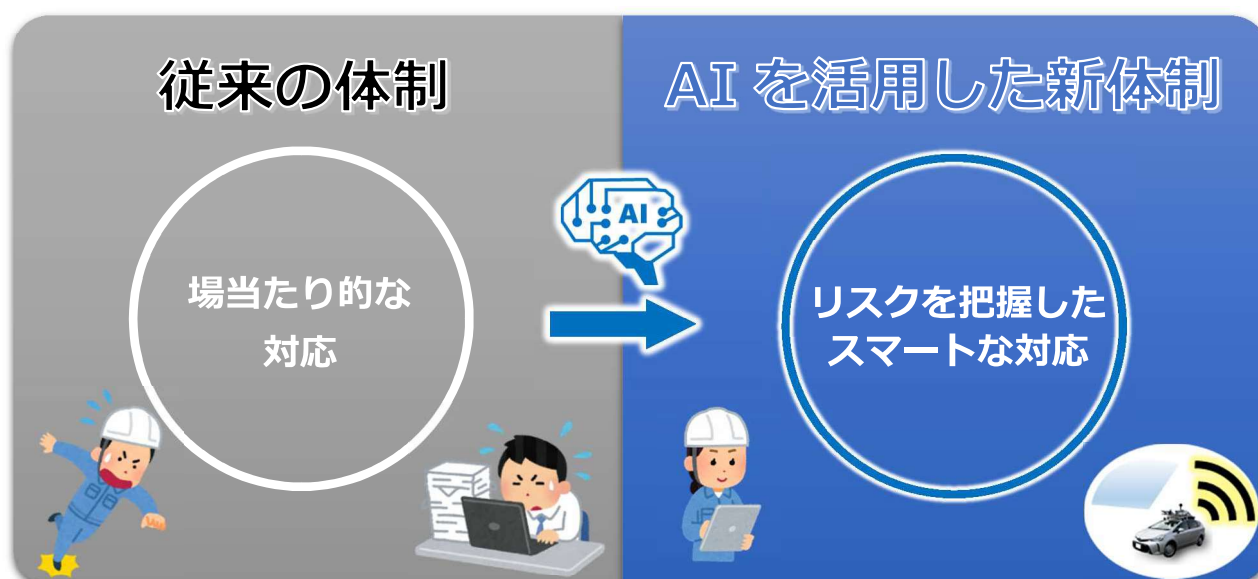 従来の体制
場当たり的な
対応
AI
AIを活用した新体制
リスクを把握した
スマートな対応